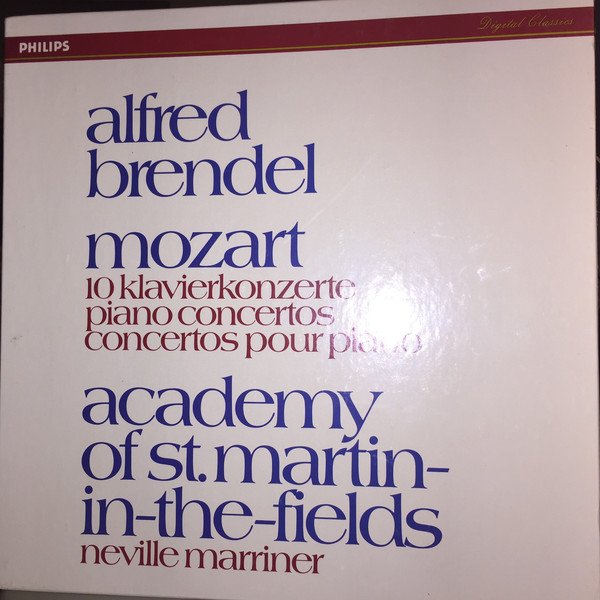 PHILIPS
Digital Classics
alfred
brendel
mozart
10 klavierkonzerte
piano concertos
concertos pour piano
academy
of st. martin-
in-the-fields
neville marriner